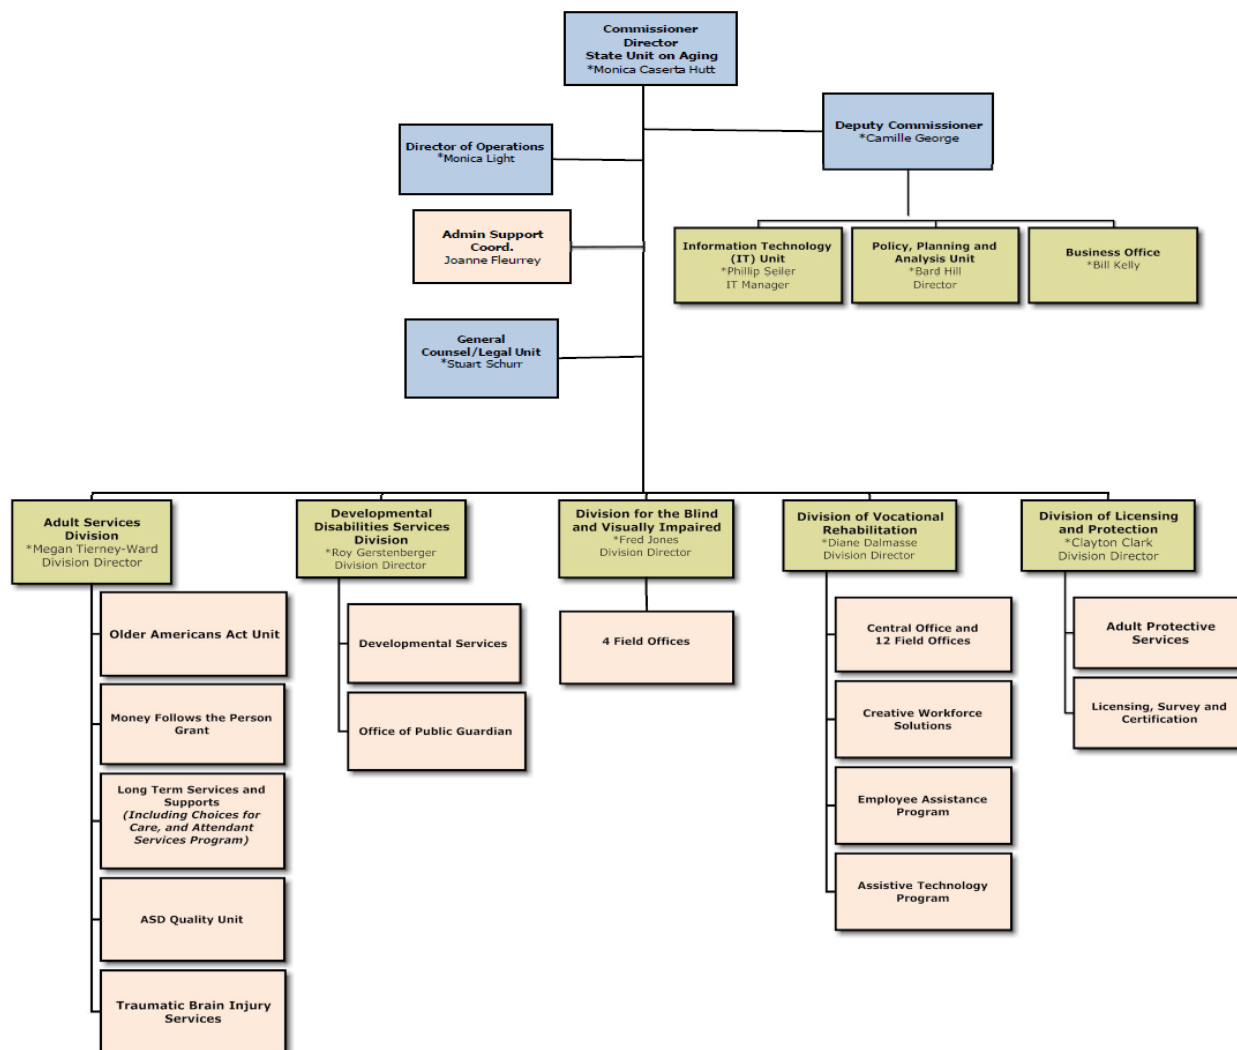 Commissioner
Director
State Unit on Aging
*Monica Caserta Hutt
Deputy Commissioner
*Camille George
Director of Operations
*Monica Light
Admin Support
Coord.
Joanne Fleurrey
Information Technology
(IT) Unit
*Phillip Seiler
IT Manager
Policy, Planning and
Analysis Unit
*Bard Hill
Director
Business Office
*Bill Kelly
General
Counsel/Legal Unit
*Stuart Schurr
Adult Services
Division
*Megan Tierney-Ward
Division Director
Developmental
Disabilities Services
Division
*Roy Gerstenberger
Division Director
Division for the Blind
and Visually Impaired
*Fred Jones
Division Director
Division of Vocational
Rehabilitation
*Diane Dalmasse
Division Director
Division of Licensing
and Protection
*Clayton Clark
Division Director
Older Americans Act Unit
Money Follows the Person
Grant
Long Term Services and
Supports
(Including Choices for
Care, and Attendant
Services Program)
ASD Quality Unit
Traumatic Brain Injury
Services
Developmental Services
Office of Public Guardian
4 Field Offices
Central Office and
12 Field Offices
Creative Workforce
Solutions
Employee Assistance
Program
Assistive Technology
Program
Adult Protective
Services
Licensing, Survey and
Certification